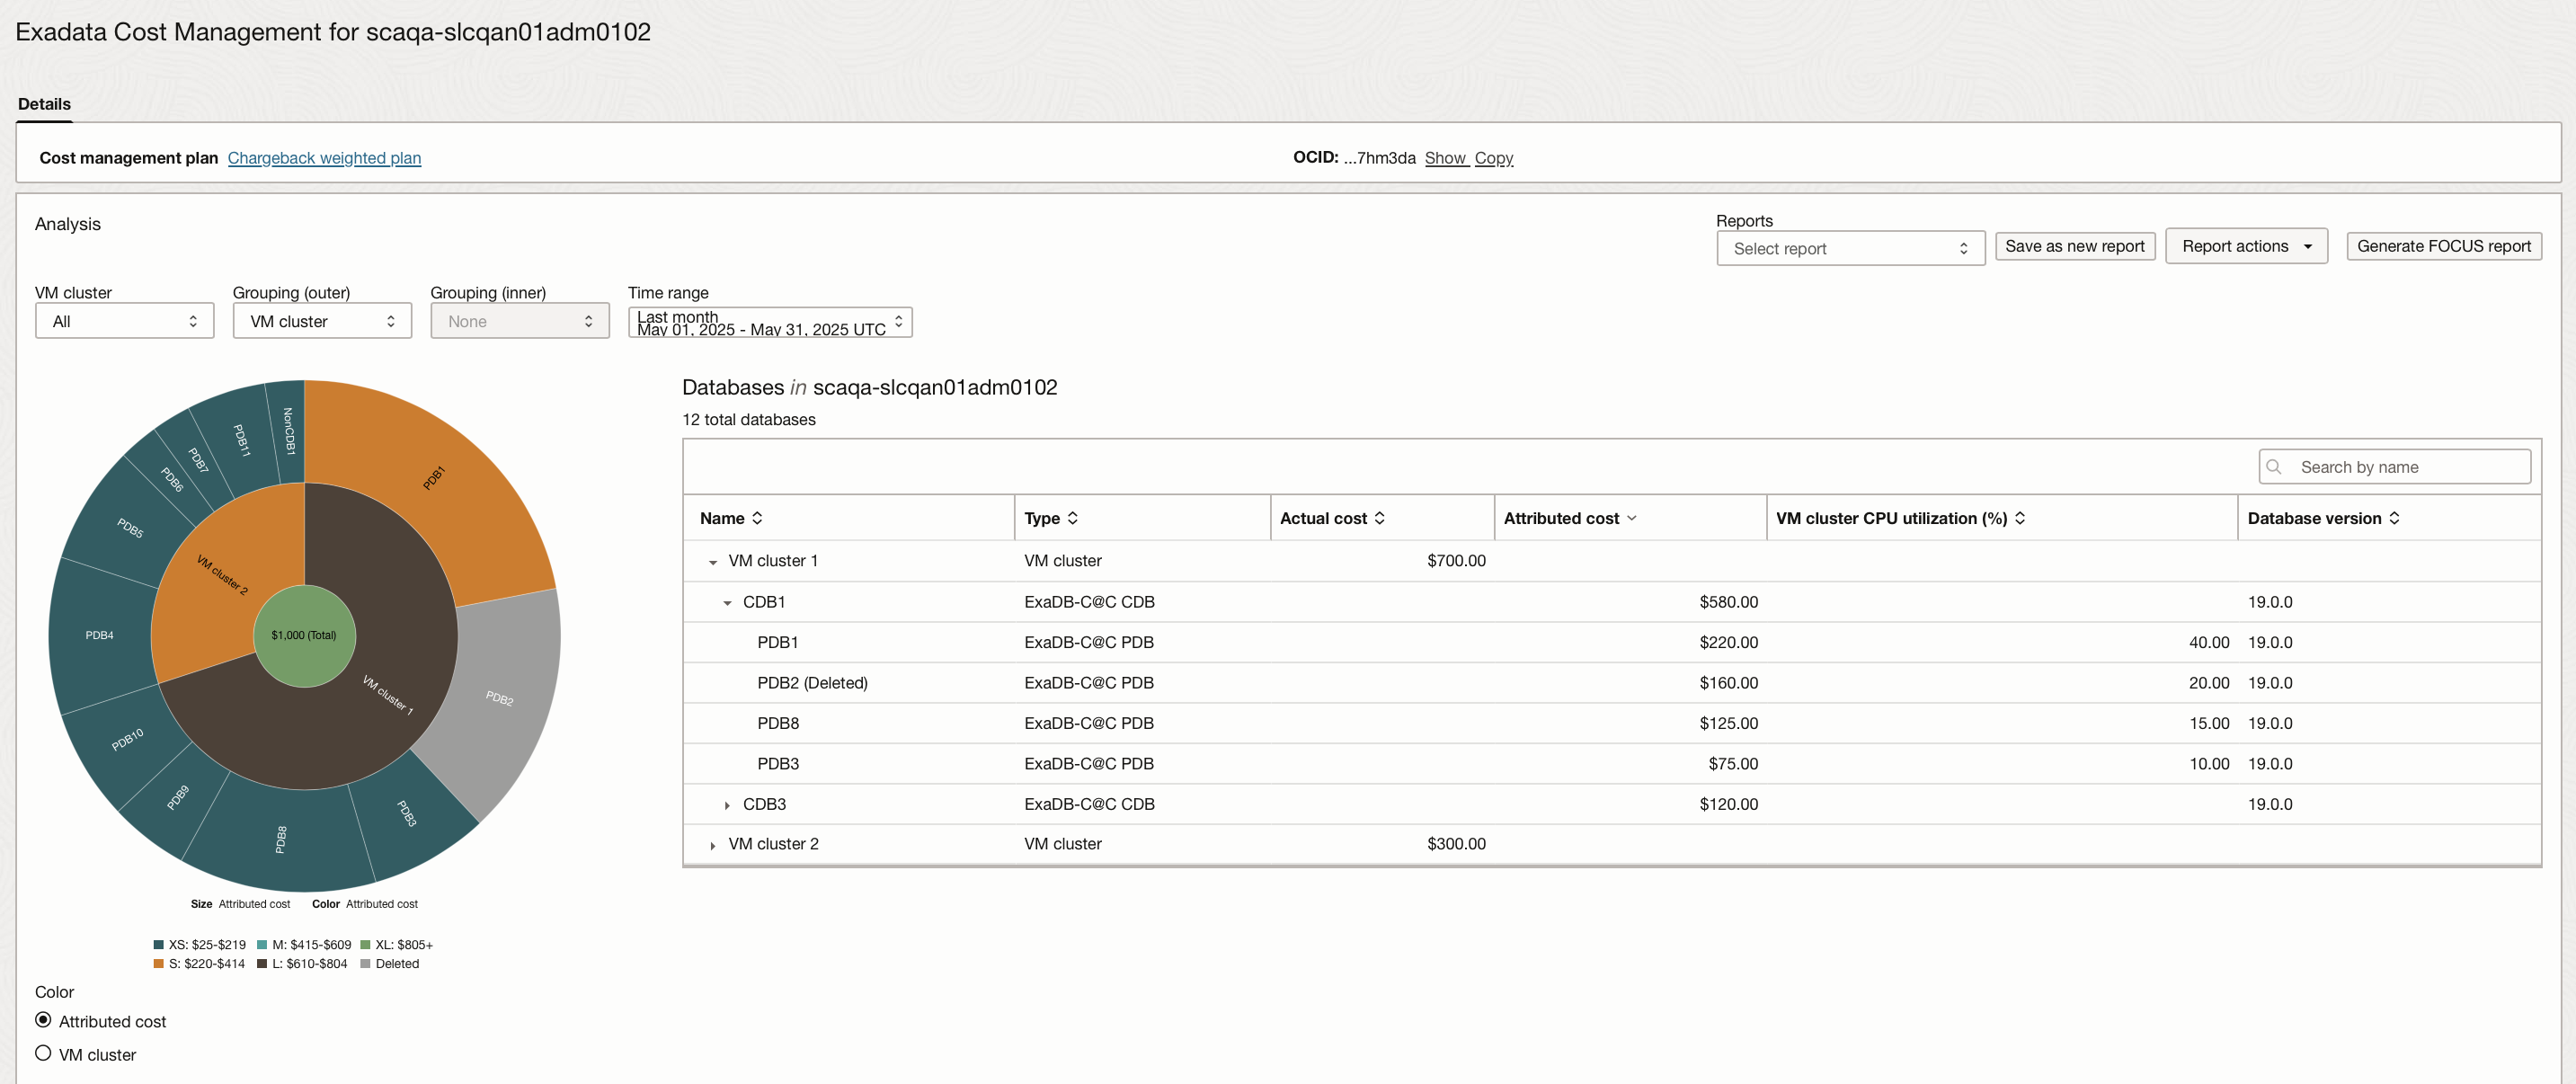 Exadata Cost Management for scaqa-slcqan01adm0102
Details
Cost management plan Chargeback weighted plan
OCID: ...7hm3da Show Copy
Analysis
Reports
Select report
Save as new report
Report actions
Generate FOCUS report
VM cluster
All
Grouping (outer)
VM cluster
Grouping (inner)
None
Time range
Last month
May 01, 2025 - May 31, 2025 UTC
NonCDB1
PDB11
PDB7
PDB6
PDB5
PDB4
PDB10
PDB9
PDB8
PDB3
PDB2
PDB1
VM cluster 2
VM cluster 1
$1,000 (Total)
Size Attributed cost Color Attributed cost
XS: $25-$219 M: $415-$609 XL: $805+
S: $220-$414 L: $610-$804 Deleted
Color
Attributed cost
VM cluster
Databases in scaqa-slcqan01adm0102
12 total databases
Search by name
Name Type Actual cost Attributed cost VM cluster CPU utilization (%) Database version
VM cluster 1 VM cluster $700.00
CDB1 ExaDB-C@C CDB $580.00 19.0.0
PDB1 ExaDB-C@C PDB $220.00 40.00 19.0.0
PDB2 (Deleted) ExaDB-C@C PDB $160.00 20.00 19.0.0
PDB8 ExaDB-C@C PDB $125.00 15.00 19.0.0
PDB3 ExaDB-C@C PDB $75.00 10.00 19.0.0
CDB3 ExaDB-C@C CDB $120.00 19.0.0
VM cluster 2 VM cluster $300.00